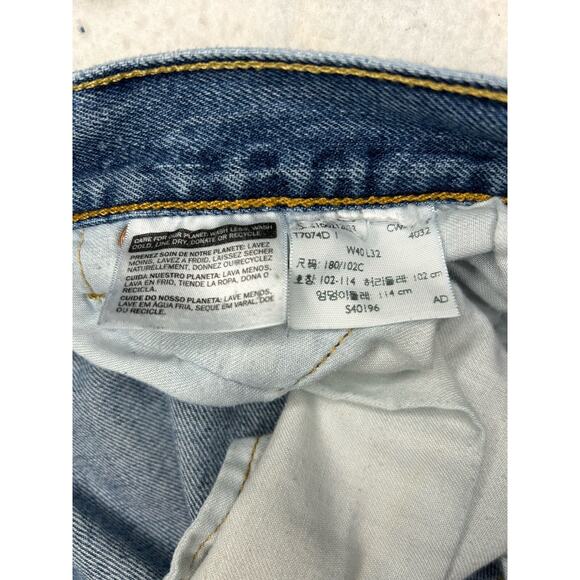 CARE FOR OUR PLANET: WASH LESS, WASH
COLD, LINE DRY, DONATE OR RECYCLE.
PRENEZ SOIN DE NOTRE PLANETE: LAVEZ
MOINS, LAVEZ A FROID, LAISSEZ SECHER
NATURELLEMENT, DONNEZ OU RECYCLEZ
CUIDA NUESTRO PLANETA: LAVA MENOS,
LAVA EN FRIO, TIENDE LA ROPA, DONA O
RECICLA.
CUIDE DO NOSSO PLANETA: LAVE MENOS,
LAVE EM ÁGUA FRIA, SEQUE EM VARAL, DOE
OU RECICLE.
T7074D 4032
W40 L32
尺码: 180/102C
호칭 102-114 허리둘레 102 cm
엉덩이둘레 114 cm
AD
S40196